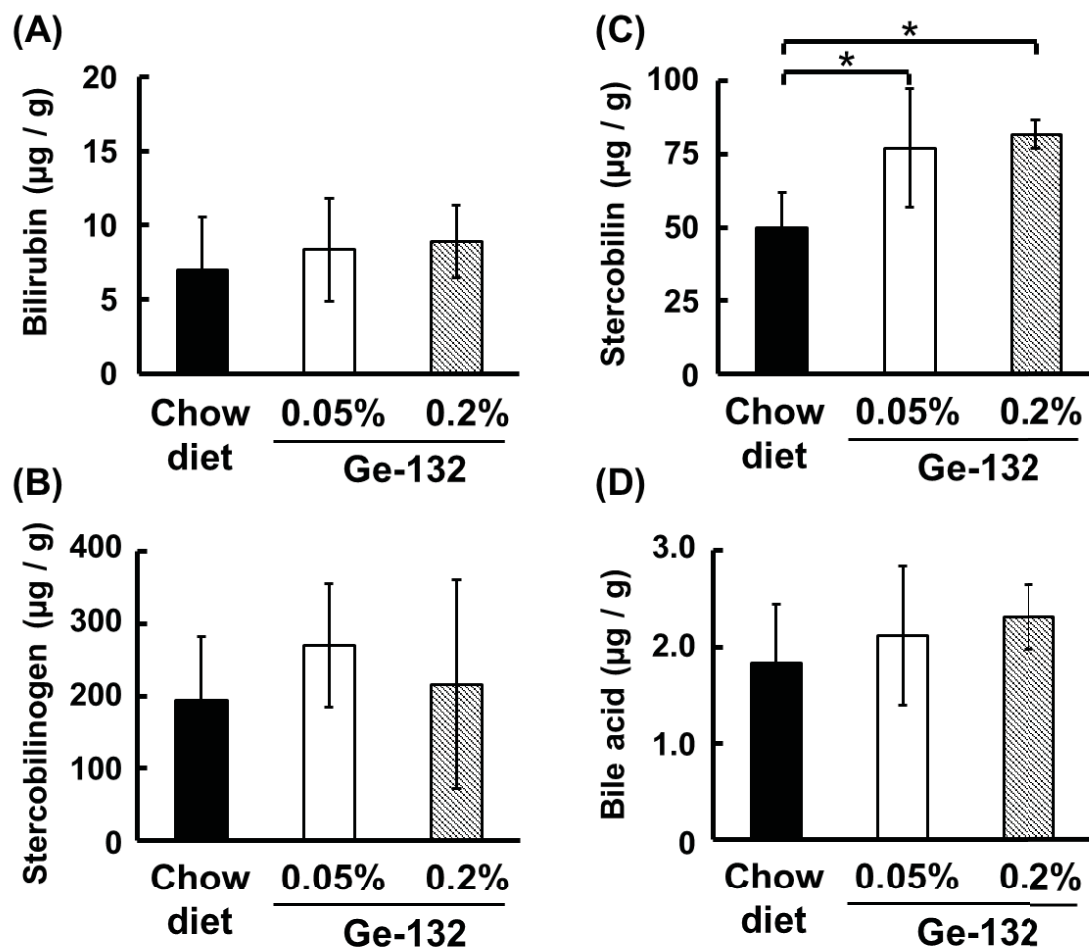 (A)
Bilirubin (µg / g)
20
15
10
5
0
Chow diet
0.05%
0.2%
Ge-132
(B)
Stercobilinogen (µg / g)
400
300
200
100
0
Chow diet
0.05%
0.2%
Ge-132
(C)
*
*
Stercobilin (µg / g)
100
75
50
25
0
Chow diet
0.05%
0.2%
Ge-132
(D)
Bile acid (µg / g)
3.0
2.0
1.0
0
Chow diet
0.05%
0.2%
Ge-132